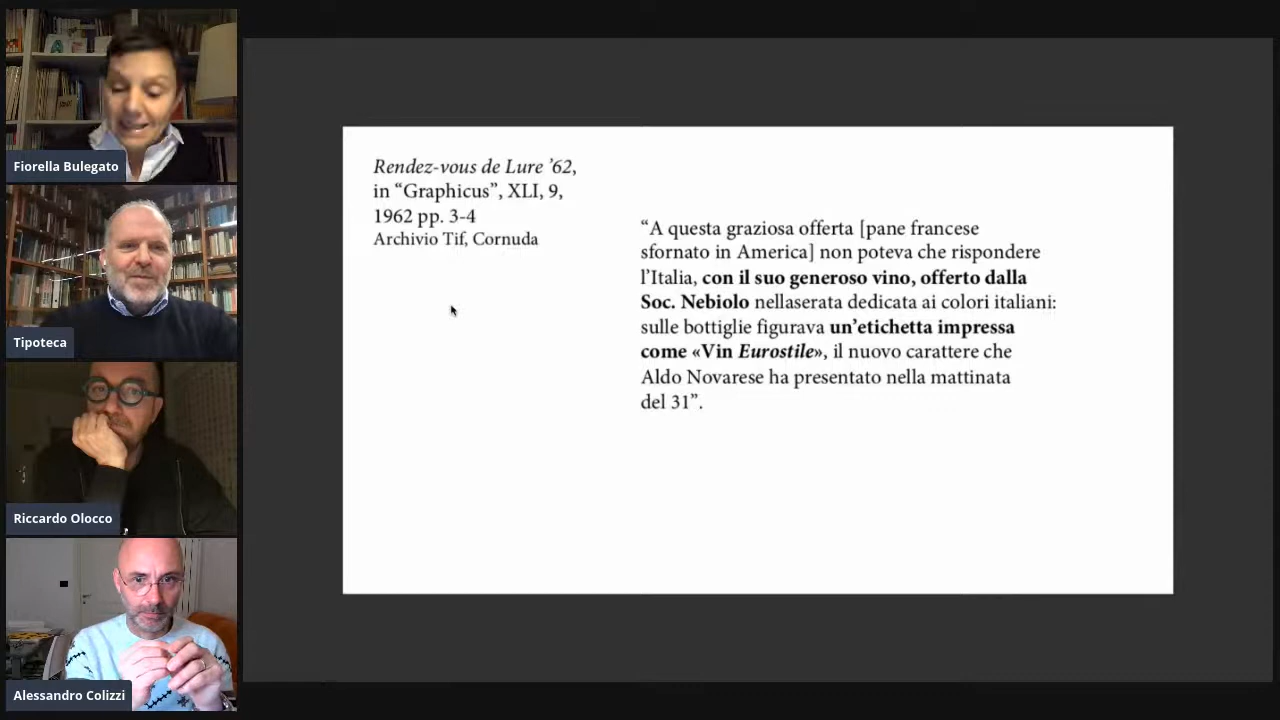 Fiorella Bulegato
Tipoteca
Riccardo Olocco
Alessandro Colizzi
Rendez-vous de Lure ’62,
in “Graphicus”, XLI, 9,
1962 pp. 3-4
Archivio Tif, Cornuda
“A questa graziosa offerta [pane francese
sfornato in America] non poteva che rispondere
l’Italia, con il suo generoso vino, offerto dalla
Soc. Nebiolo nellaserata dedicata ai colori italiani:
sulle bottiglie figurava un’etichetta impressa
come «Vin Eurostile», il nuovo carattere che
Aldo Novarese ha presentato nella mattinata
del 31”.